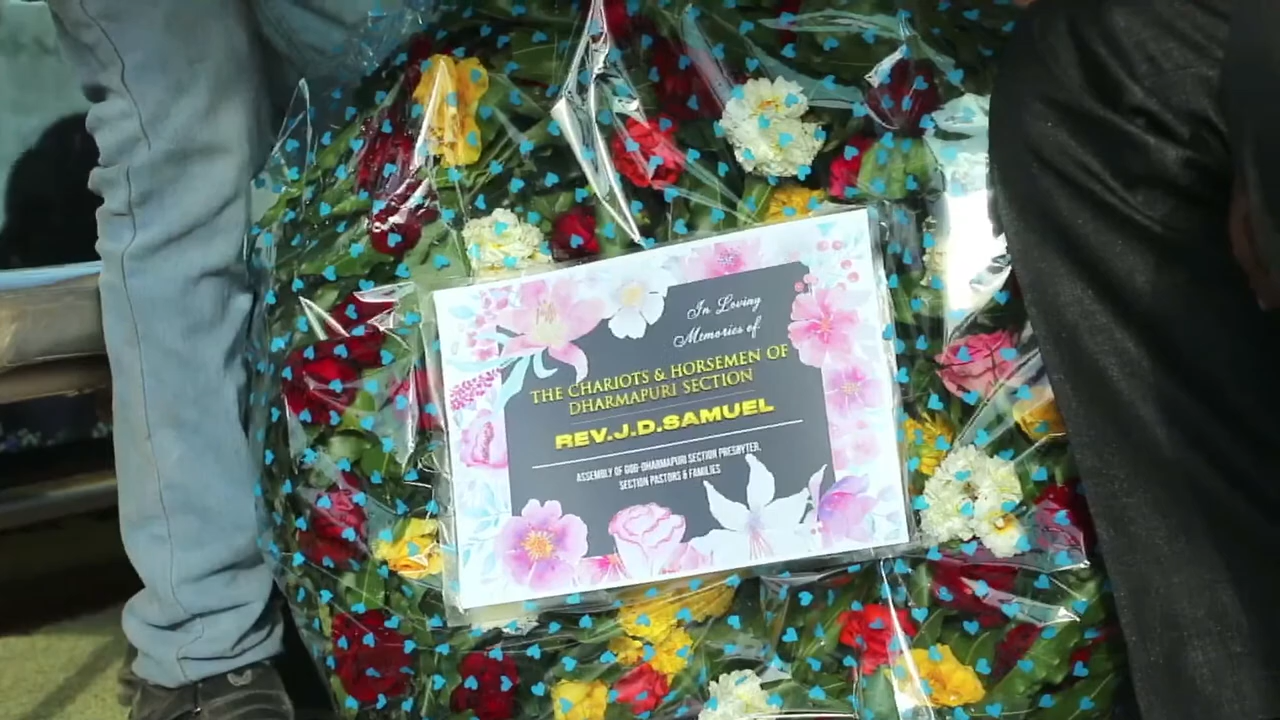 In Loving
Memories of
THE CHARIOTS & HORSEMEN OF
DHARMAPURI SECTION
REV.J.D.SAMUEL
ASSEMBLY OF GOD-DHARMAPURI SECTION PRESBYTER,
SECTION PASTORS & FAMILIES